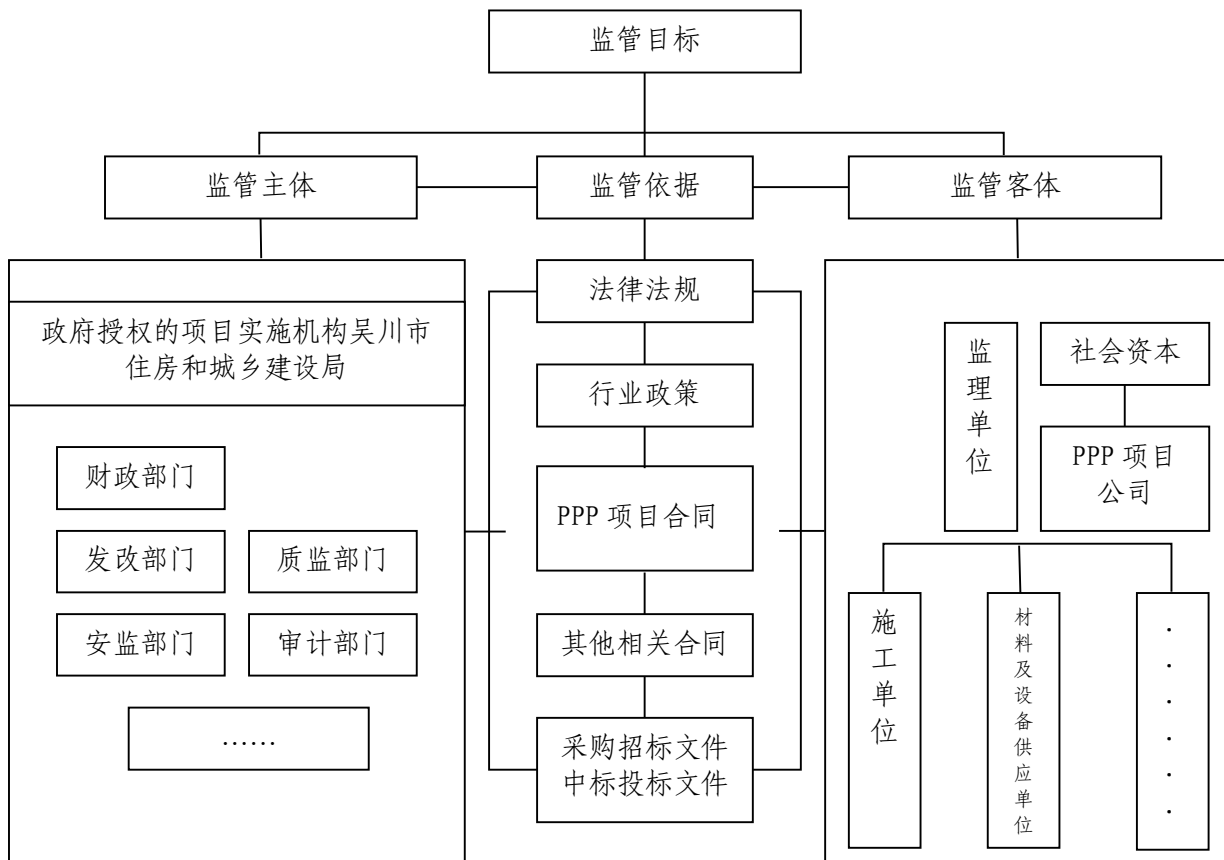 监管目标
监管主体
监管依据
监管客体
政府授权的项目实施机构吴川市
住房和城乡建设局
财政部门
发改部门
质监部门
安监部门
审计部门
……
法律法规
行业政策
PPP 项目合同
其他相关合同
采购招标文件
中标投标文件
监理单位
社会资本
PPP 项目
公司
施工单位
材料及设备供应单位
······